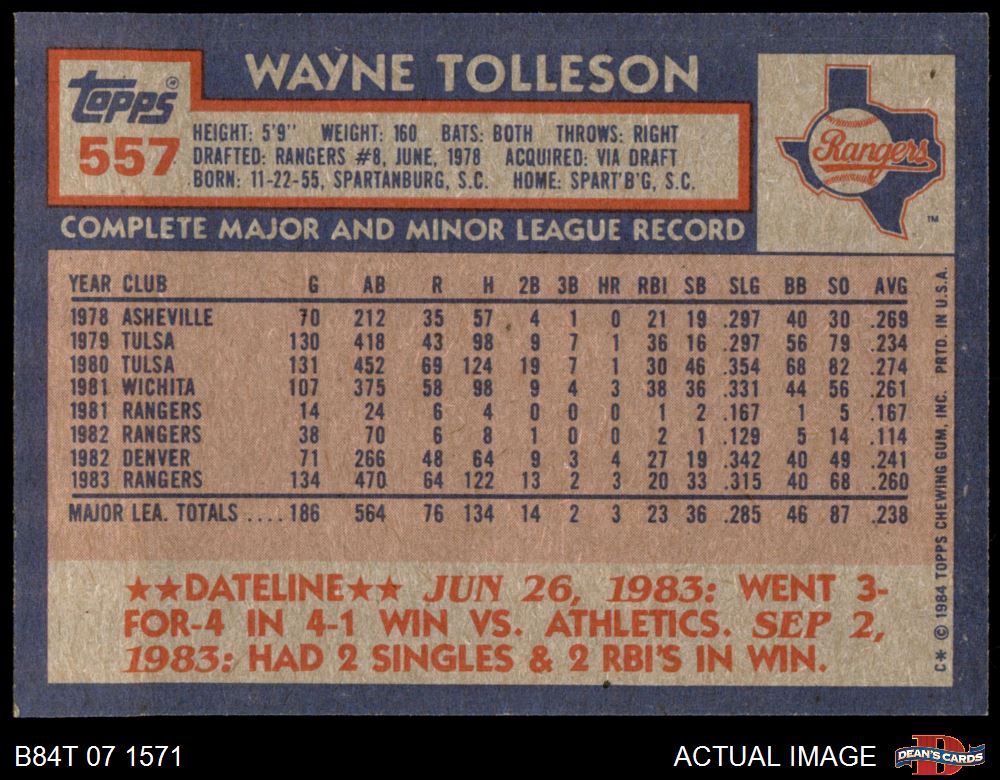 WAYNE TOLLESON
Topps ®
557
HEIGHT: 5'9" WEIGHT: 160 BATS: BOTH THROWS: RIGHT
DRAFTED: RANGERS #8, JUNE, 1978 ACQUIRED: VIA DRAFT
BORN: 11-22-55, SPARTANBURG, S.C. HOME: SPART'B'G, S.C.
Rangers
TM
COMPLETE MAJOR AND MINOR LEAGUE RECORD
YEAR CLUB G AB R H 2B 3B HR RBI SB SLG BB SO AVG
1978 ASHEVILLE 70 212 35 57 4 1 0 21 19 .297 40 30 .269
1979 TULSA 130 418 43 98 9 7 1 36 16 .297 56 79 .234
1980 TULSA 131 452 69 124 19 7 1 30 46 .354 68 82 .274
1981 WICHITA 107 375 58 98 9 4 3 38 36 .331 44 56 .261
1981 RANGERS 14 24 6 4 0 0 0 1 2 .167 1 5 .167
1982 RANGERS 38 70 6 8 1 0 0 2 1 .129 5 14 .114
1982 DENVER 71 266 48 64 9 3 4 27 19 .342 40 49 .241
1983 RANGERS 134 470 64 122 13 2 3 20 33 .315 40 68 .260
MAJOR LEA. TOTALS .... 186 564 76 134 14 2 3 23 36 .285 46 87 .238
★★DATELINE★★ JUN 26, 1983: WENT 3-
FOR-4 IN 4-1 WIN VS. ATHLETICS. SEP 2,
1983: HAD 2 SINGLES & 2 RBI'S IN WIN.
C* © 1984 TOPPS CHEWING GUM, INC. PRTD. IN U.S.A.
B84T 07 1571
ACTUAL IMAGE
D
DEAN'S CARDS